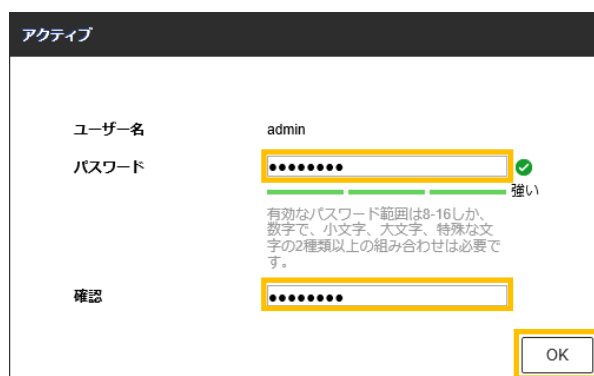 アクティブ
ユーザー名 admin
パスワード ●●●●●●●●
強い
有効なパスワード範囲は8-16しか、
数字で、小文字、大文字、特殊な文
字の2種類以上の組み合わせは必要で
す。
確認 ●●●●●●●●
OK